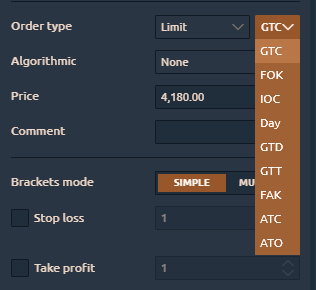 Order type Limit GTC
GTC
Algorithmic None
FOK
Price 4,180.00
IOC
Day
Comment
GTD
GTT
Brackets mode SIMPLE MU
FAK
Stop loss 1
ATC
ATO
Take profit 1